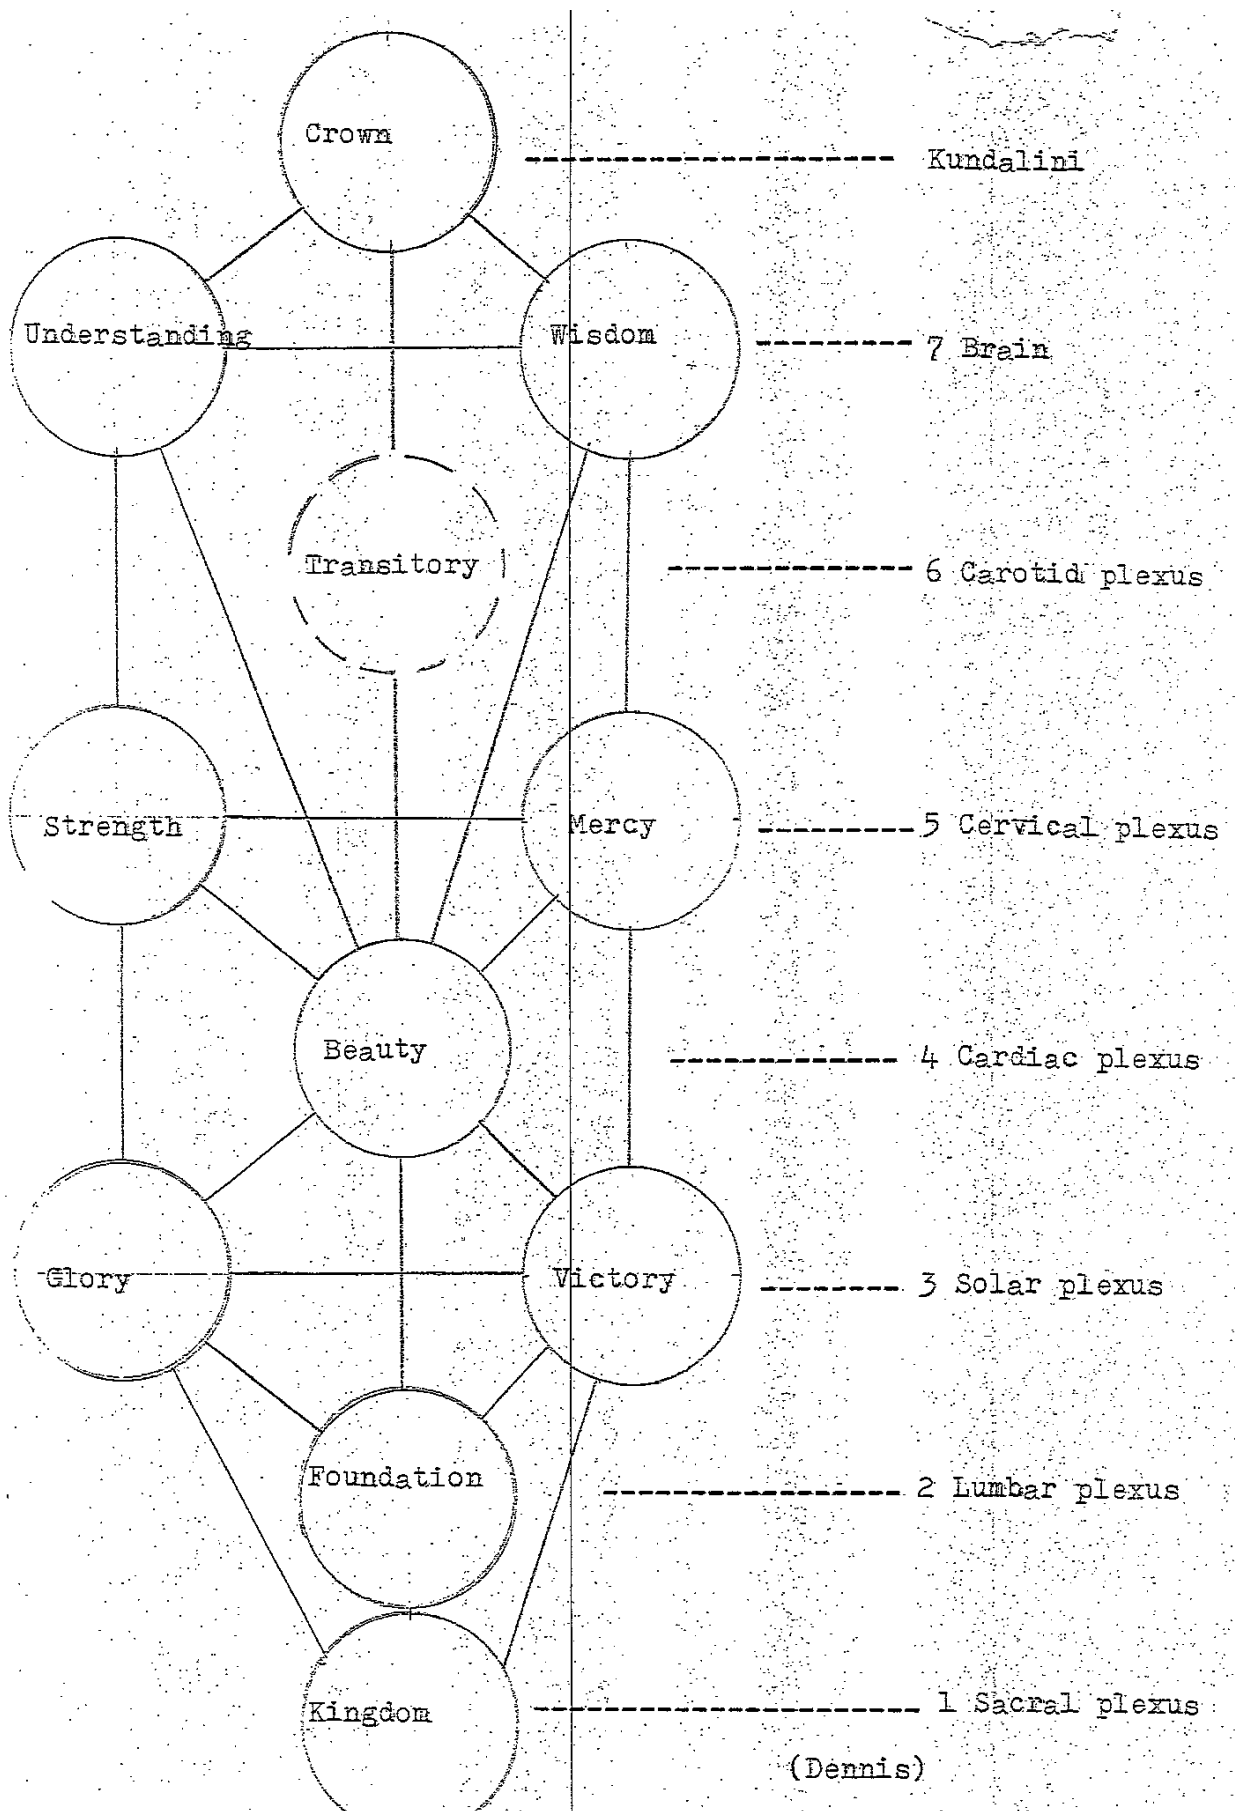 Crown
Kundalini
Understanding
Wisdom
7 Brain
Transitory
6 Carotid plexus
Strength
Mercy
5 Cervical plexus
Beauty
4 Cardiac plexus
Glory
Victory
3 Solar plexus
Foundation
2 Lumbar plexus
Kingdom
1 Sacral plexus
(Dennis)